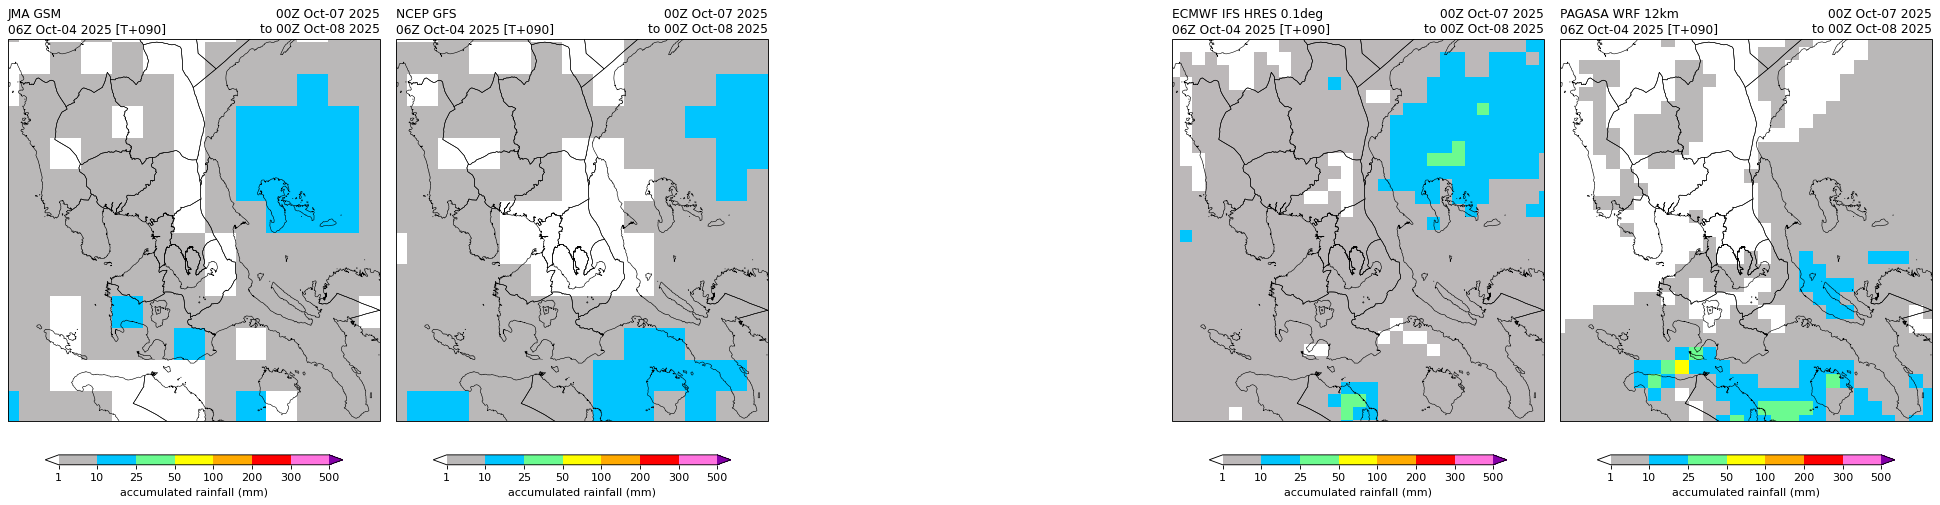 JMA GSM 00Z Oct-07 2025
06Z Oct-04 2025 [T+090] to 00Z Oct-08 2025
1 10 25 50 100 200 300 500
accumulated rainfall (mm)
NCEP GFS 00Z Oct-07 2025
06Z Oct-04 2025 [T+090] to 00Z Oct-08 2025
1 10 25 50 100 200 300 500
accumulated rainfall (mm)
ECMWF IFS HRES 0.1deg 00Z Oct-07 2025
06Z Oct-04 2025 [T+090] to 00Z Oct-08 2025
1 10 25 50 100 200 300 500
accumulated rainfall (mm)
PAGASA WRF 12km 00Z Oct-07 2025
06Z Oct-04 2025 [T+090] to 00Z Oct-08 2025
1 10 25 50 100 200 300 500
accumulated rainfall (mm)